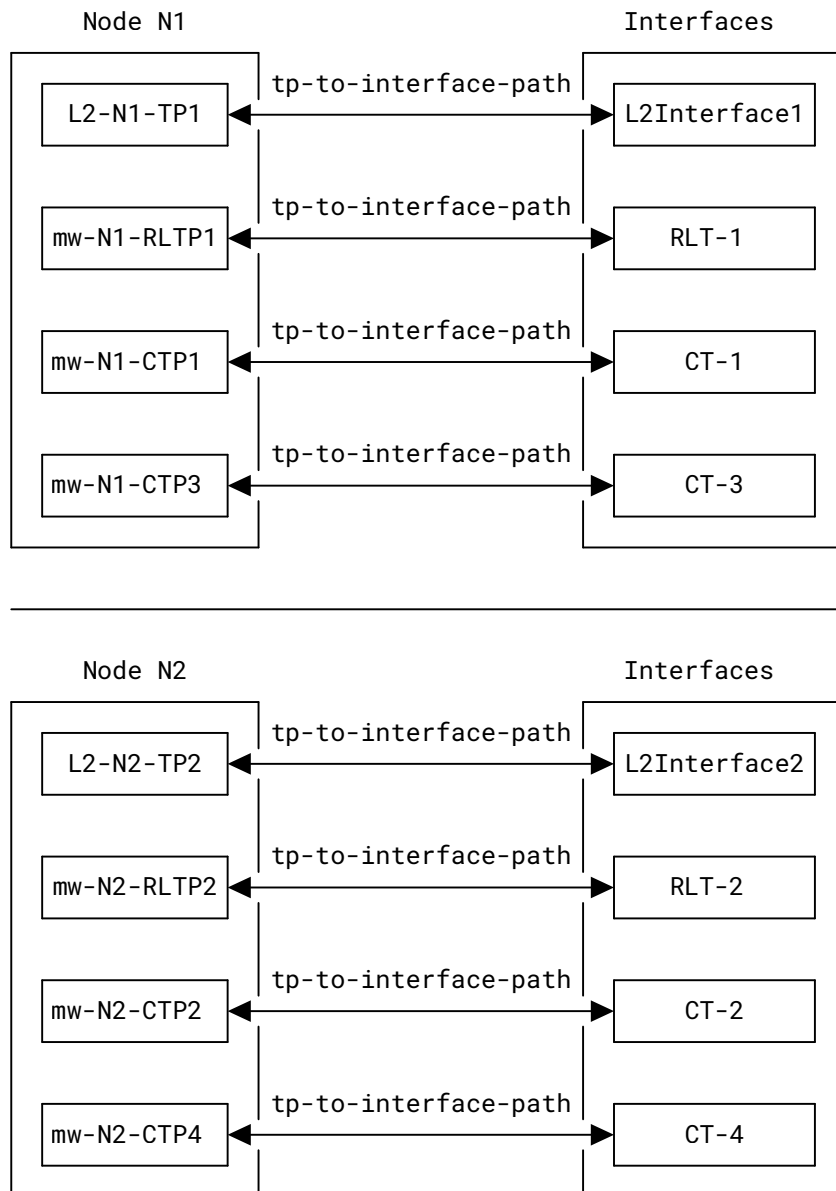 Node N1 Interfaces
tp-to-interface-path
L2-N1-TP1 L2Interface1
tp-to-interface-path
mw-N1-RLTP1 RLT-1
tp-to-interface-path
mw-N1-CTP1 CT-1
tp-to-interface-path
mw-N1-CTP3 CT-3
Node N2 Interfaces
tp-to-interface-path
L2-N2-TP2 L2Interface2
tp-to-interface-path
mw-N2-RLTP2 RLT-2
tp-to-interface-path
mw-N2-CTP2 CT-2
tp-to-interface-path
mw-N2-CTP4 CT-4